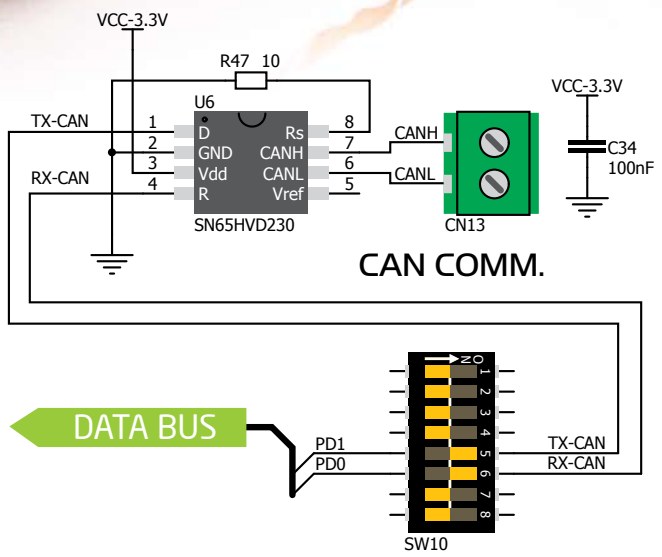 VCC-3.3V
R47 10
U6
TX-CAN 1 D Rs 8
2 GND CANH 7 CANH
3 Vdd CANL 6 CANL
RX-CAN 4 R Vref 5
SN65HVD230
CN13
VCC-3.3V
C34
100nF
CAN COMM.
DATA BUS
ON
1
2
3
4
PD1 5 TX-CAN
PD0 6 RX-CAN
7
8
SW10